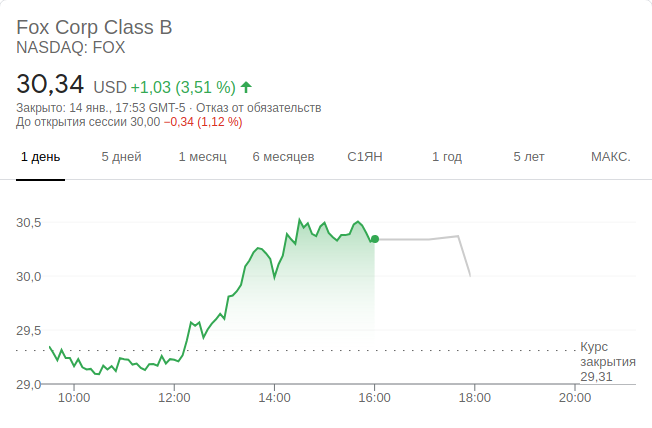 Fox Corp Class B
NASDAQ: FOX
30,34 USD +1,03 (3,51 %)
Закрыто: 14 янв., 17:53 GMT-5 · Отказ от обязательств
До открытия сессии 30,00 −0,34 (1,12 %)
1 день 5 дней 1 месяц 6 месяцев С1ЯН 1 год 5 лет МАКС.
30,5
30,0
29,5
Курс
закрытия
29,31
29,0
10:00 12:00 14:00 16:00 18:00 20:00